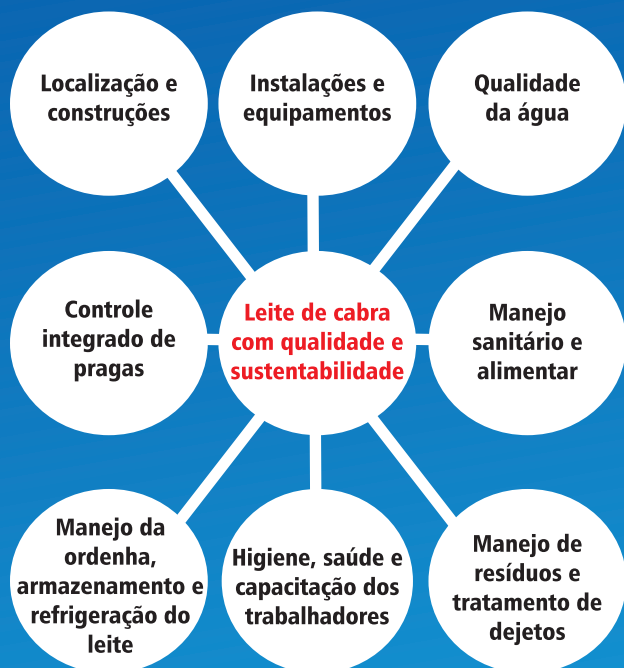 Localização e
construções
Instalações e
equipamentos
Qualidade
da água
Controle
integrado de
pragas
Leite de cabra
com qualidade e
sustentabilidade
Manejo
sanitário e
alimentar
Manejo da
ordenha,
armazenamento e
refrigeração do
leite
Higiene, saúde e
capacitação dos
trabalhadores
Manejo de
resíduos e
tratamento de
dejetos